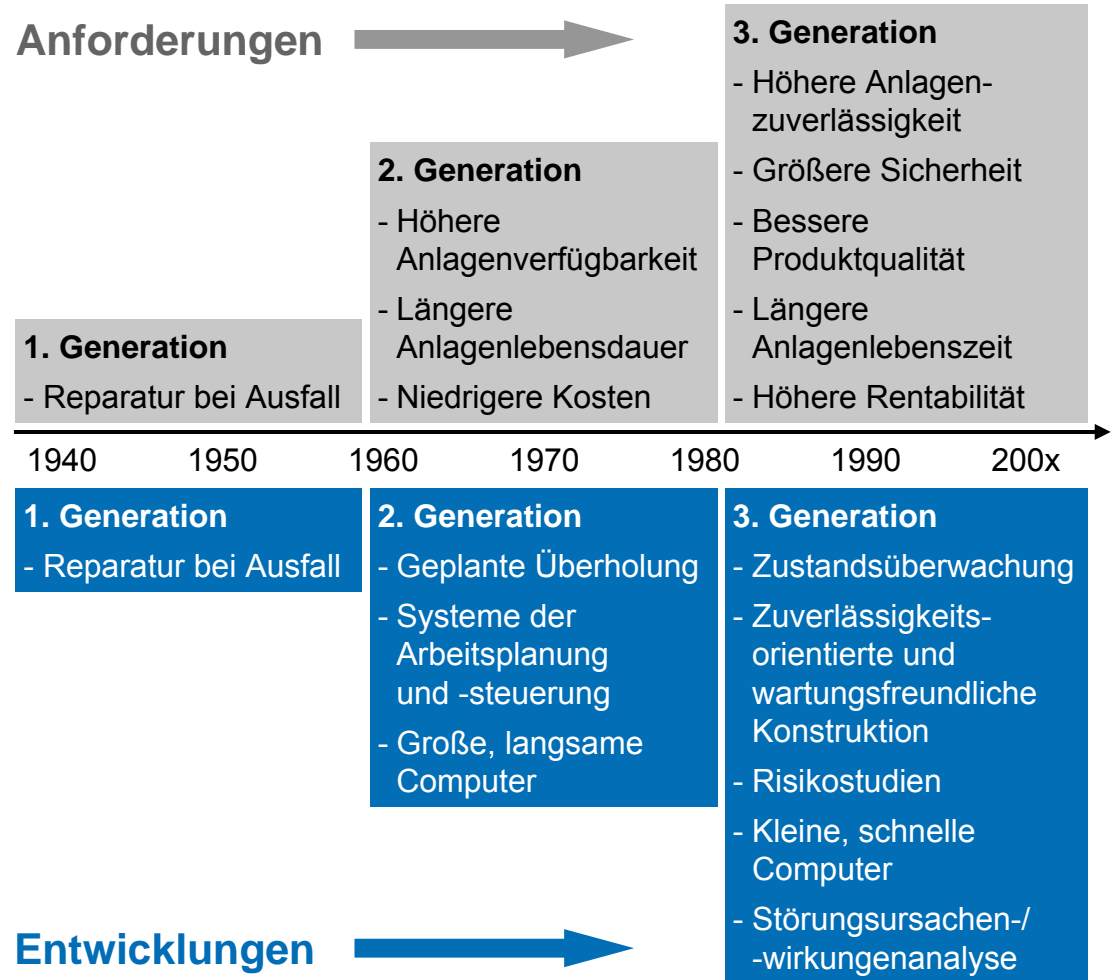 Anforderungen
3. Generation
- Höhere Anlagen-
zuverlässigkeit
- Größere Sicherheit
- Bessere
Produktqualität
- Längere
Anlagenlebenszeit
- Höhere Rentabilität
2. Generation
- Höhere
Anlagenverfügbarkeit
- Längere
Anlagenlebensdauer
- Niedrigere Kosten
1. Generation
- Reparatur bei Ausfall
1940 1950 1960 1970 1980 1990 200x
1. Generation
- Reparatur bei Ausfall
2. Generation
- Geplante Überholung
- Systeme der
Arbeitsplanung
und -steuerung
- Große, langsame
Computer
3. Generation
- Zustandsüberwachung
- Zuverlässigkeits-
orientierte und
wartungsfreundliche
Konstruktion
- Risikostudien
- Kleine, schnelle
Computer
- Störungsursachen-/
-wirkungenanalyse
Entwicklungen